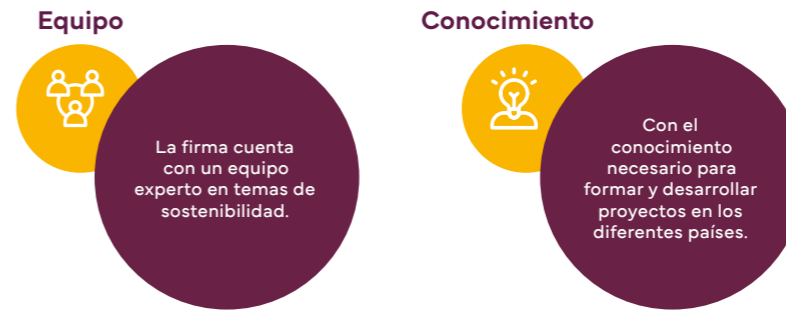 Equipo
La firma cuenta
con un equipo
experto en temas de
sostenibilidad.
Conocimiento
Con el
conocimiento
necesario para
formar y desarrollar
proyectos en los
diferentes países.